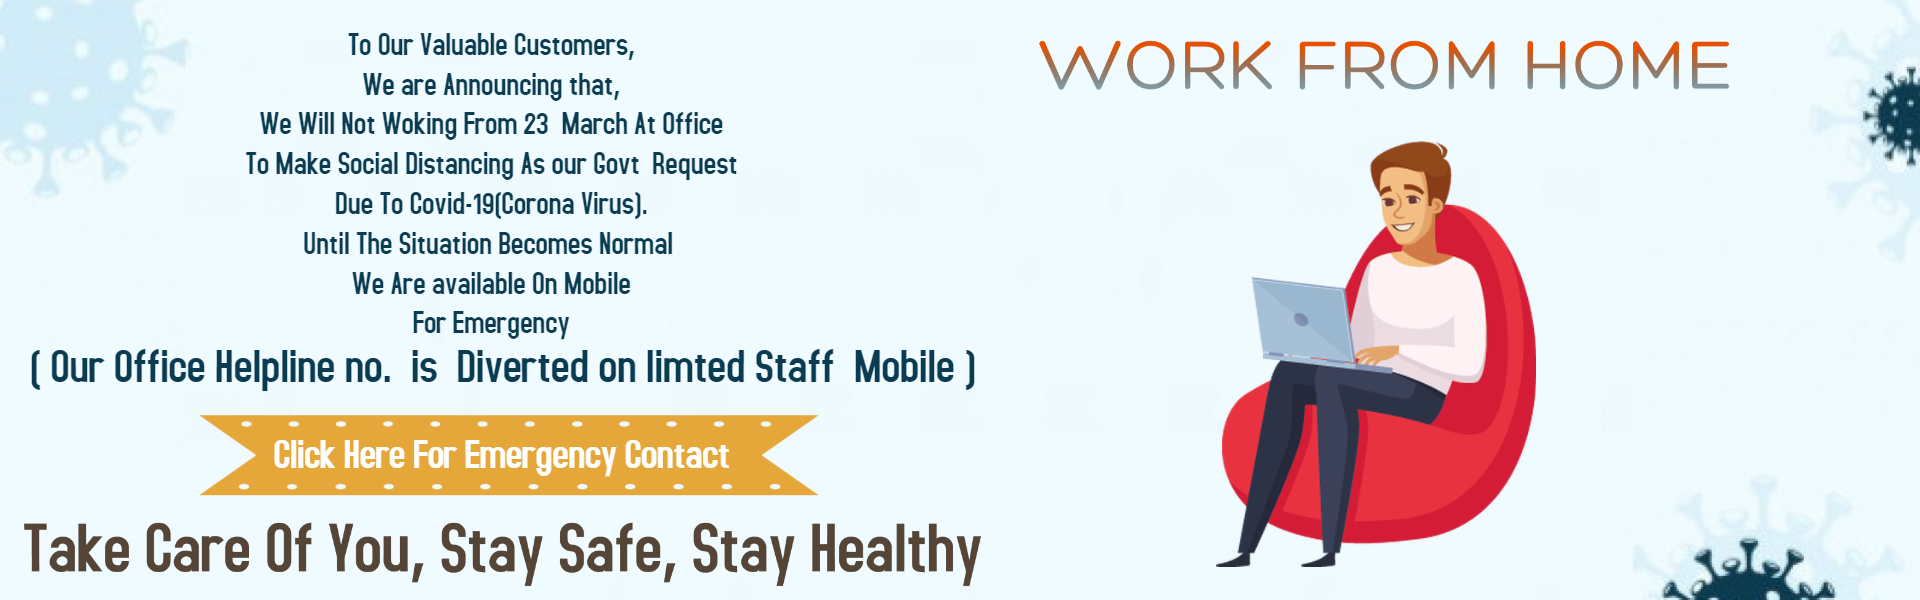 To Our Valuable Customers,
We are Announcing that,
We Will Not Woking From 23 March At Office
To Make Social Distancing As our Govt Request
Due To Covid-19(Corona Virus).
Until The Situation Becomes Normal
We Are available On Mobile
For Emergency
( Our Office Helpline no. is Diverted on limted Staff Mobile )
Click Here For Emergency Contact
Take Care Of You, Stay Safe, Stay Healthy
WORK FROM HOME